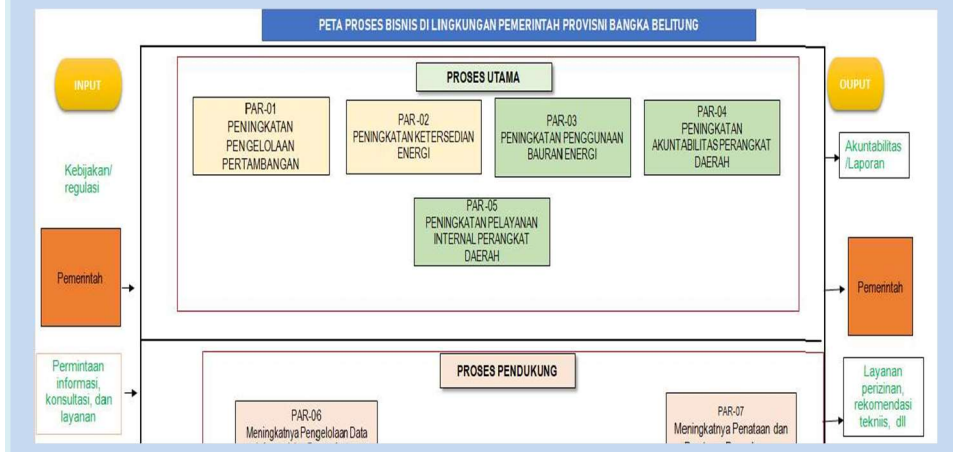 PETA PROSES BISNIS DI LINGKUNGAN PEMERINTAH PROVISNI BANGKA BELITUNG
INPUT
PROSES UTAMA
OUPUT
PAR-01
PENINGKATAN
PENGELOLAAN
PERTAMBANGAN
PAR-02
PENINGKATAN KETERSEDIAN
ENERGI
PAR-03
PENINGKATAN PENGGUNAAN
BAURAN ENERGI
PAR-04
PENINGKATAN
AKUNTABILITAS PERANGKAT
DAERAH
Kebijakan/
regulasi
Akuntabilitas
/Laporan
PAR-05
PENINGKATAN PELAYANAN
INTERNAL PERANGKAT
DAERAH
Pemerintah
Pemerintah
Permintaan
informasi,
konsultasi, dan
layanan
PROSES PENDUKUNG
Layanan
perizinan,
rekomendasi
tekniis, dll
PAR-06
Meningkatnya Pengelolaan Data
PAR-07
Meningkatnya Penataan dan